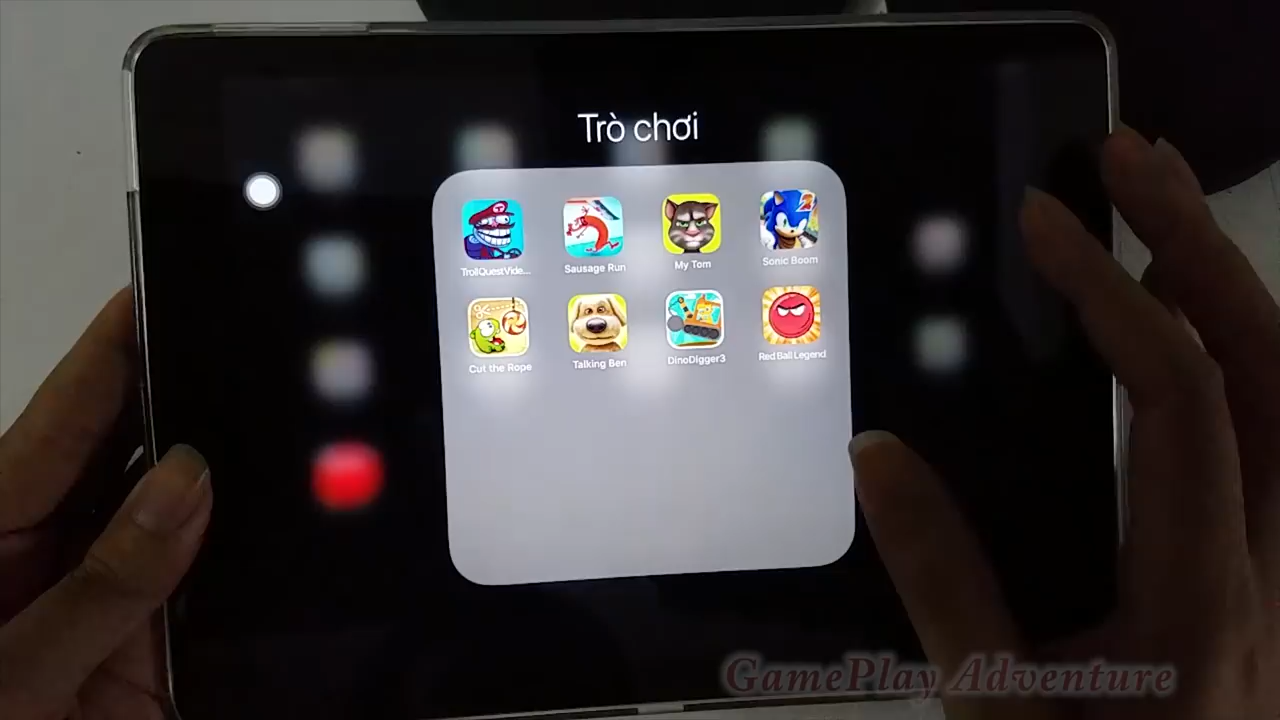 Trò chơi
TrollQuestVide...
Sausage Run
My Tom
Sonic Boom
2
Cut the Rope
Talking Ben
DinoDigger3
Red Ball Legend
GamePlay Adventure